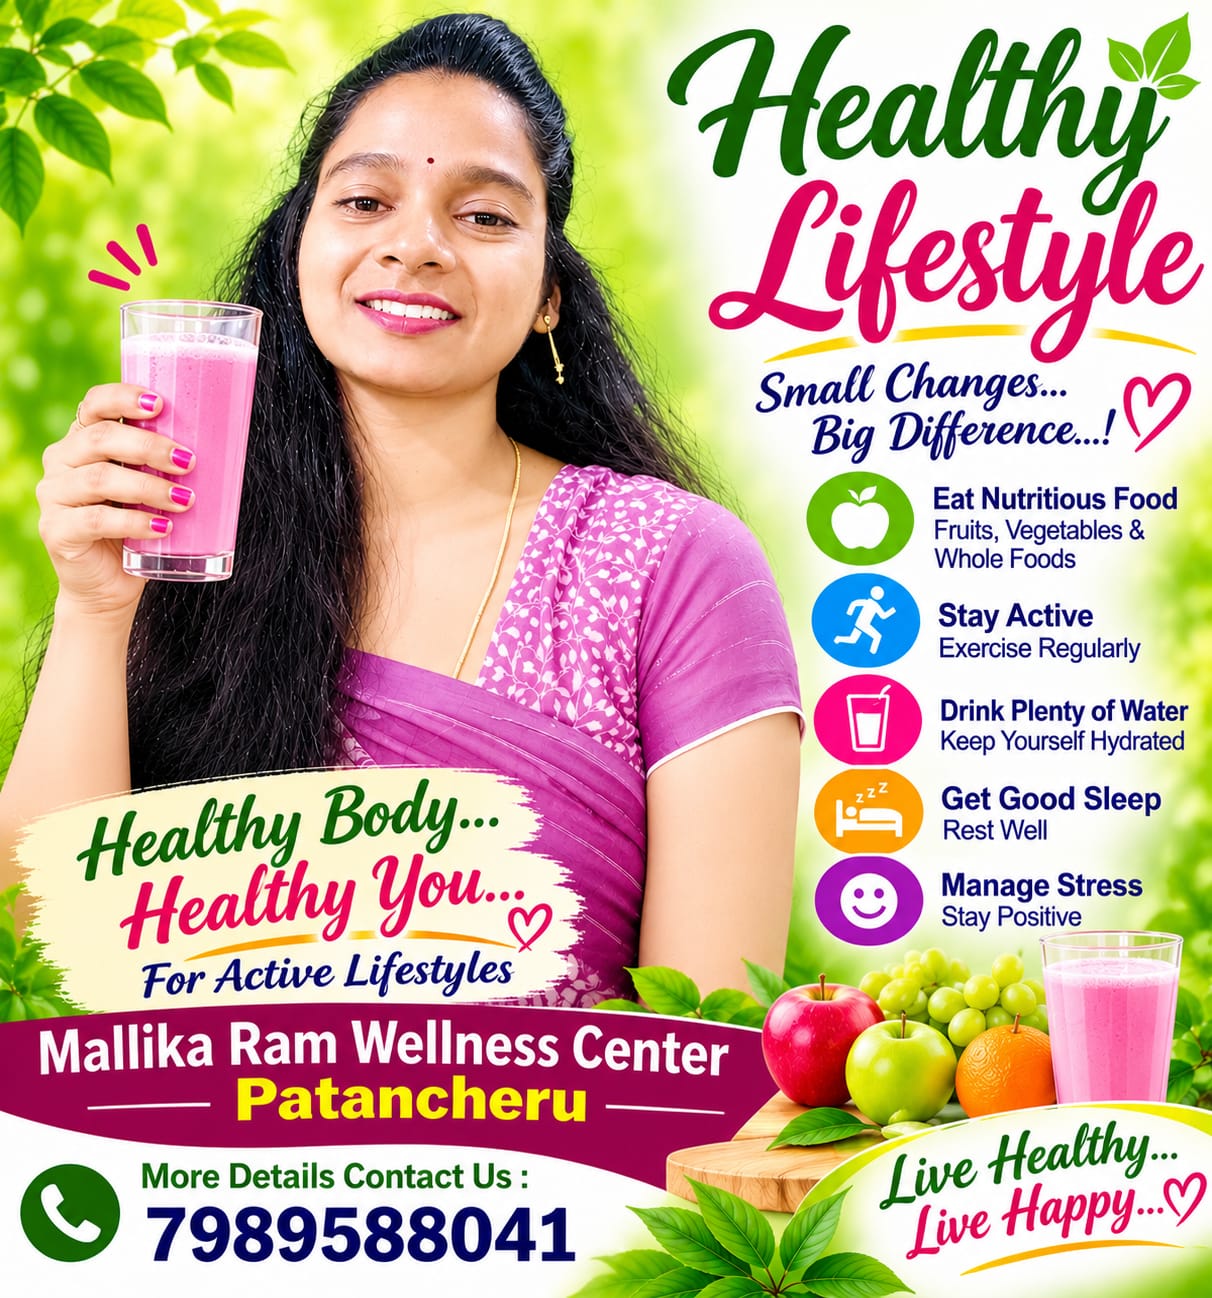 Healthy
Lifestyle
Small Changes...
Big Difference...!
Eat Nutritious Food
Fruits, Vegetables &
Whole Foods
Stay Active
Exercise Regularly
Drink Plenty of Water
Keep Yourself Hydrated
z z z
Get Good Sleep
Rest Well
Manage Stress
Stay Positive
Healthy Body...
Healthy You...
For Active Lifestyles
Mallika Ram Wellness Center
Patancheru
More Details Contact Us :
7989588041
Live Healthy...
Live Happy...